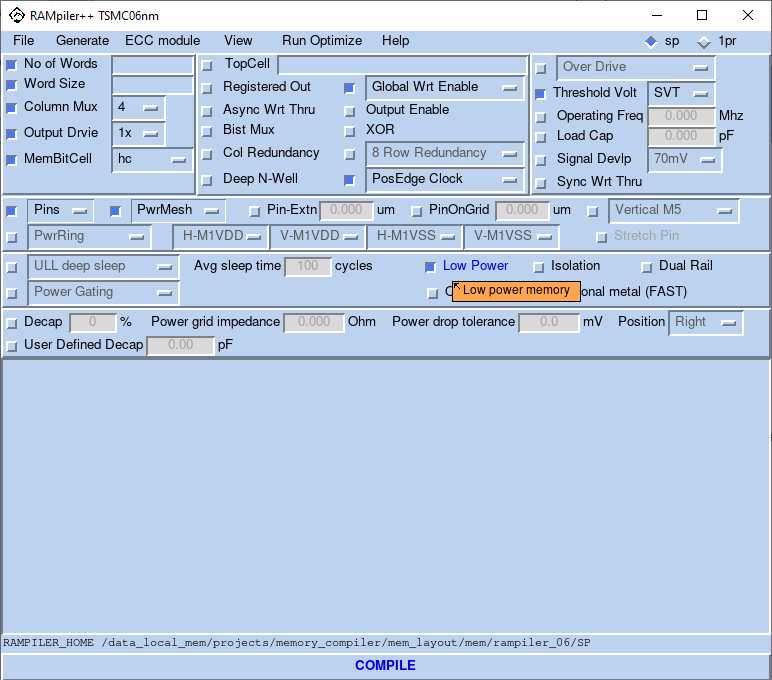 RAMpiler++ TSMC06nm
File Generate ECC module View Run Optimize Help sp 1pr
No of Words TopCell Over Drive
Word Size Registered Out Global Wrt Enable Threshold Volt SVT
Column Mux 4 Async Wrt Thru Output Enable Operating Freq 0.000 Mhz
Output Drvie 1x Bist Mux XOR Load Cap 0.000 pF
MemBitCell hc Col Redundancy 8 Row Redundancy Signal Devlp 70mV
Deep N-Well PosEdge Clock Sync Wrt Thru
Pins PwrMesh Pin-Extn 0.000 um PinOnGrid 0.000 um Vertical M5
PwrRing H-M1VDD V-M1VDD H-M1VSS V-M1VSS Stretch Pin
ULL deep sleep Avg sleep time 100 cycles Low Power Isolation Dual Rail
Power Gating Low power memory onal metal (FAST)
Decap 0 % Power grid impedance 0.000 Ohm Power drop tolerance 0.0 mV Position Right
User Defined Decap 0.00 pF
RAMPILER_HOME /data_local_mem/projects/memory_compiler/mem_layout/mem/rampiler_06/SP
COMPILE